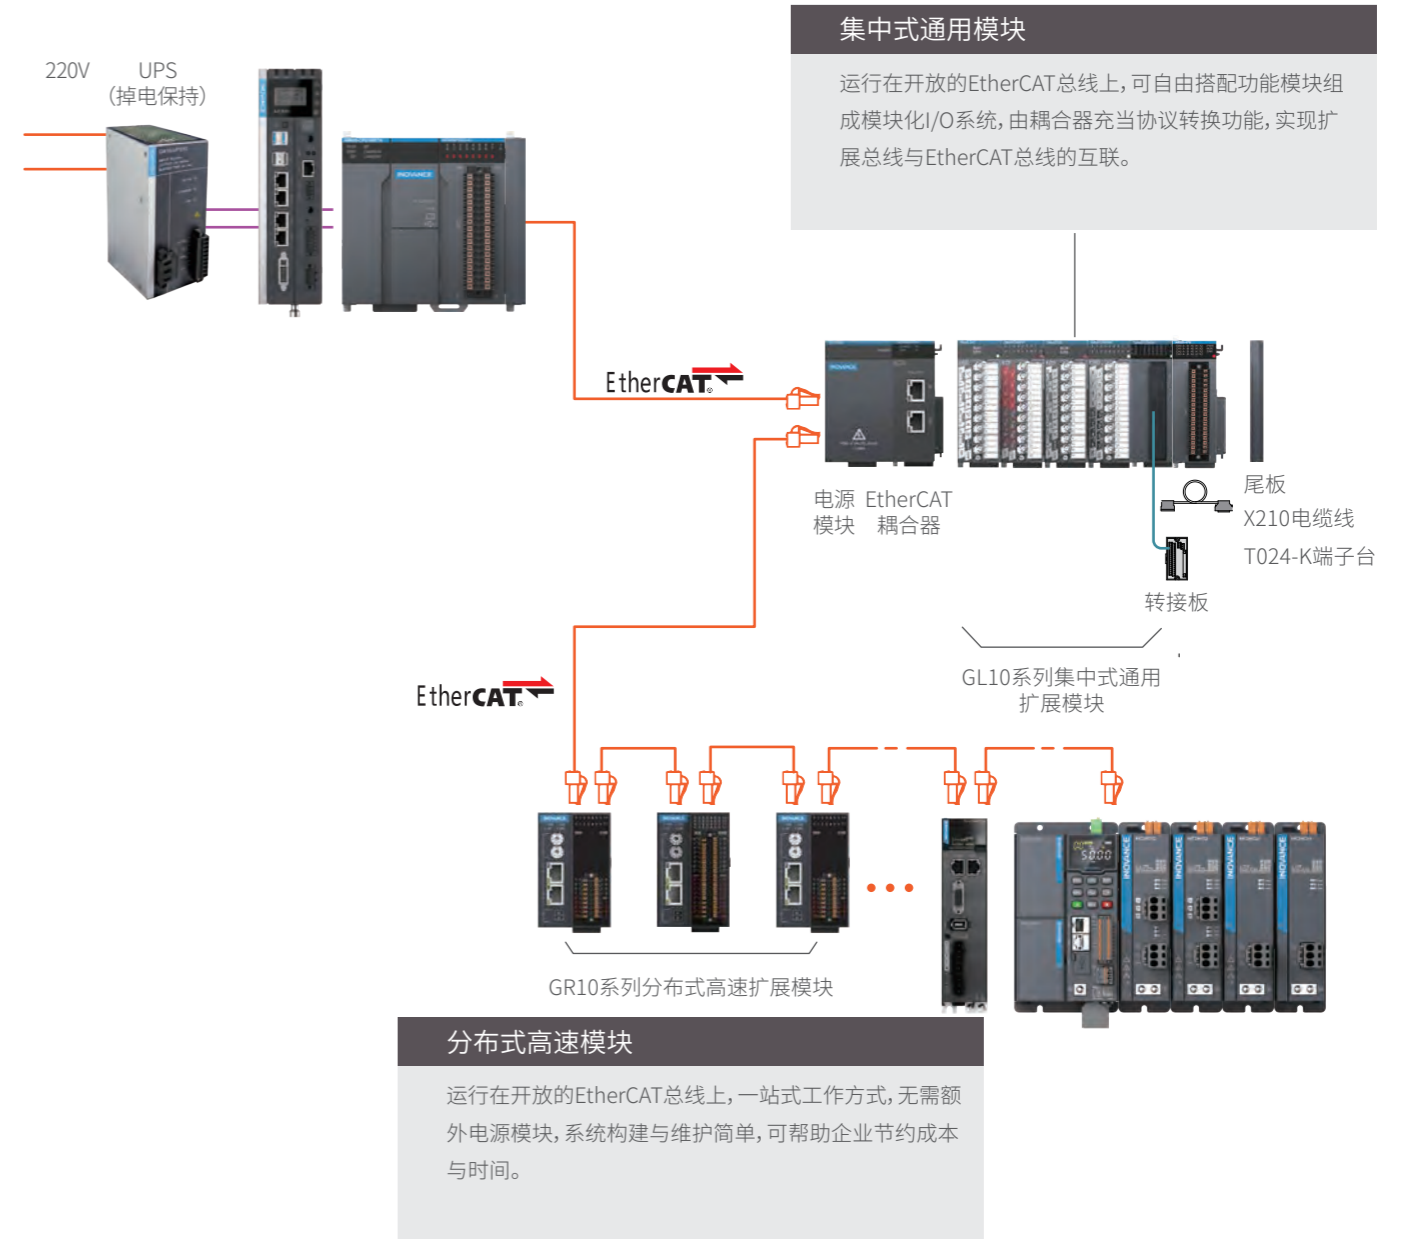 集中式通用模块
运行在开放的EtherCAT总线上，可自由搭配功能模块组
成模块化I/O系统，由耦合器充当协议转换功能，实现扩
展总线与EtherCAT总线的互联。
220V
UPS
（掉电保持）
INOVANCE
EtherCAT®
INOVANCE
电源
模块
EtherCAT
耦合器
尾板
X210电缆线
T024-K端子台
转接板
GL10系列集中式通用
扩展模块
EtherCAT®
INOVANCE
INOVANCE
INOVANCE
5000
INOVANCE
INOVANCE
INOVANCE
INOVANCE
GR10系列分布式高速扩展模块
分布式高速模块
运行在开放的EtherCAT总线上，一站式工作方式，无需额
外电源模块，系统构建与维护简单，可帮助企业节约成本
与时间。